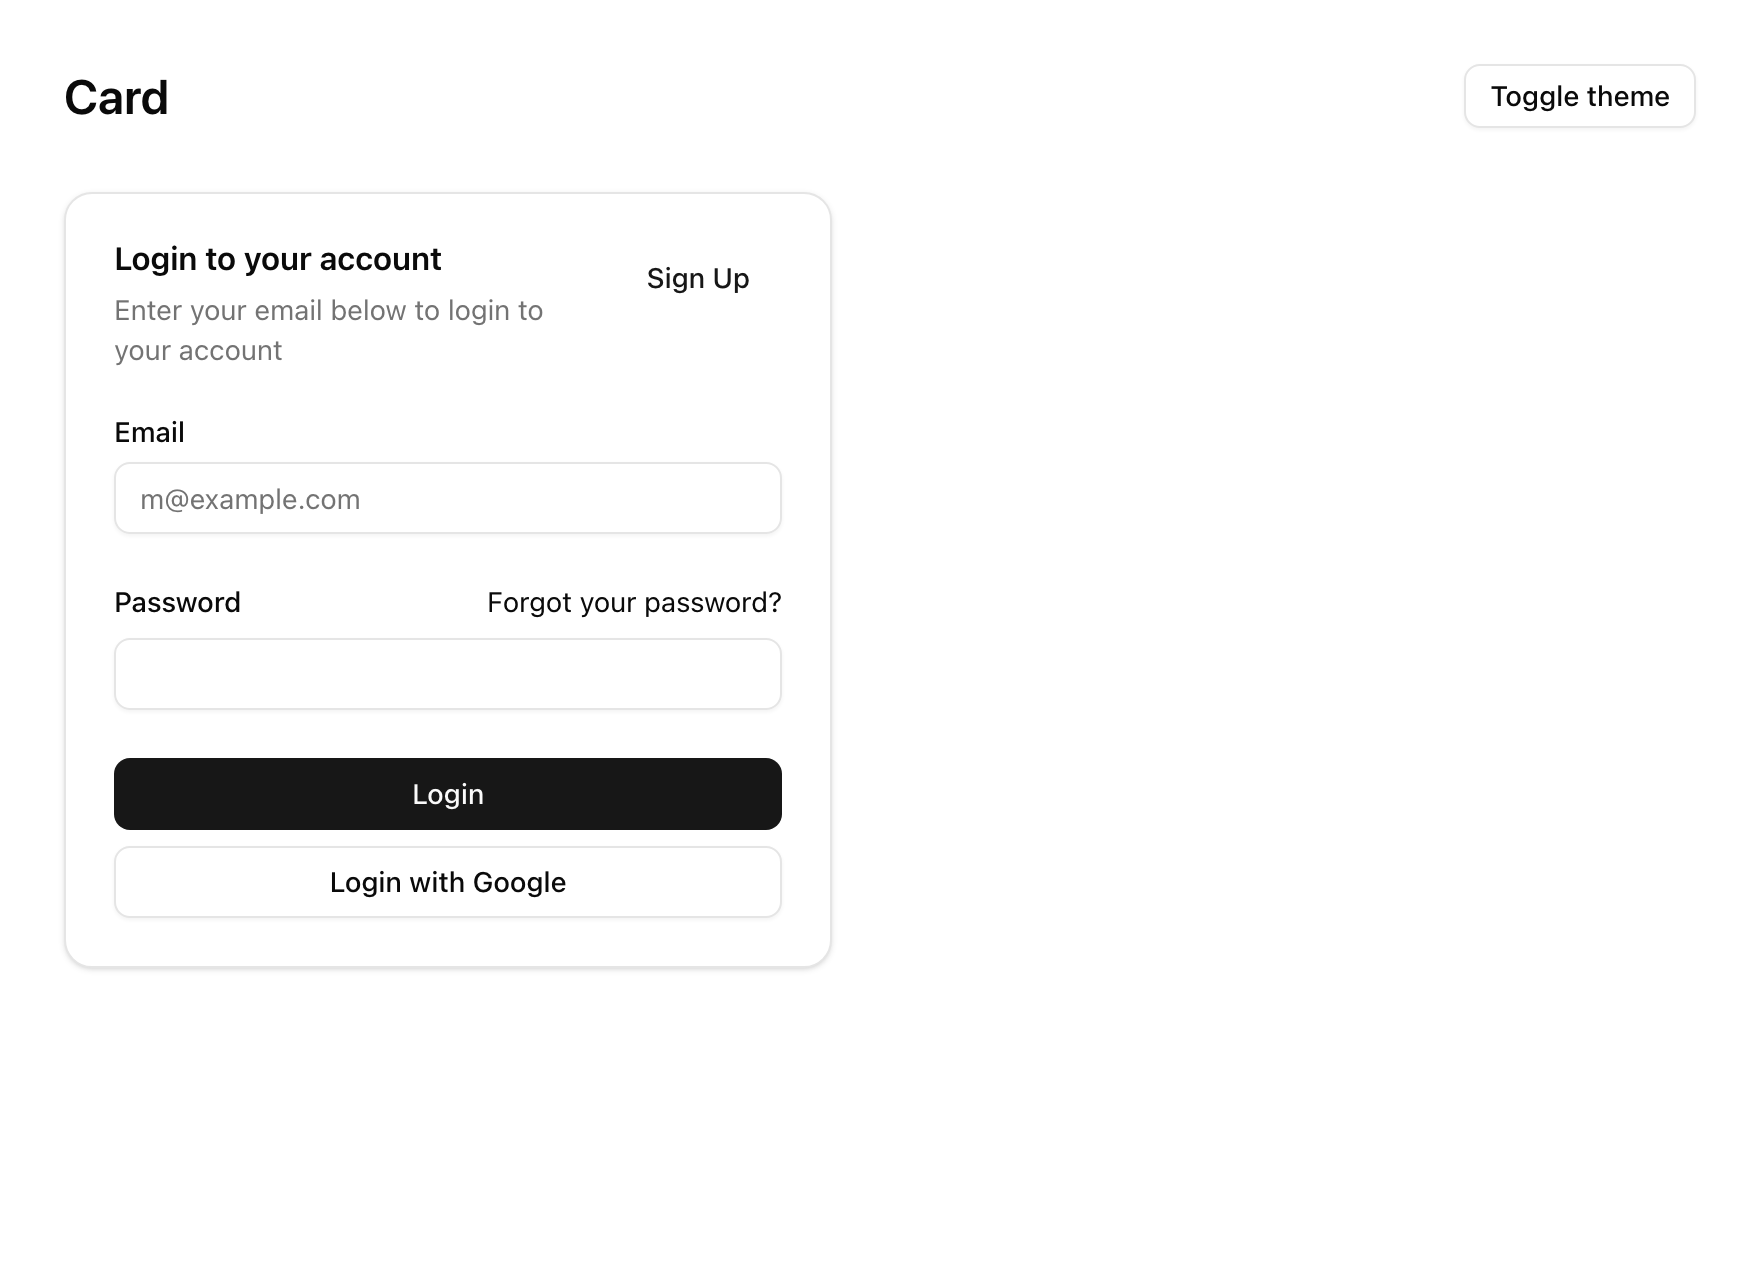 Card
Toggle theme
Login to your account
Sign Up
Enter your email below to login to
your account
Email
m@example.com
Password
Forgot your password?
Login
Login with Google